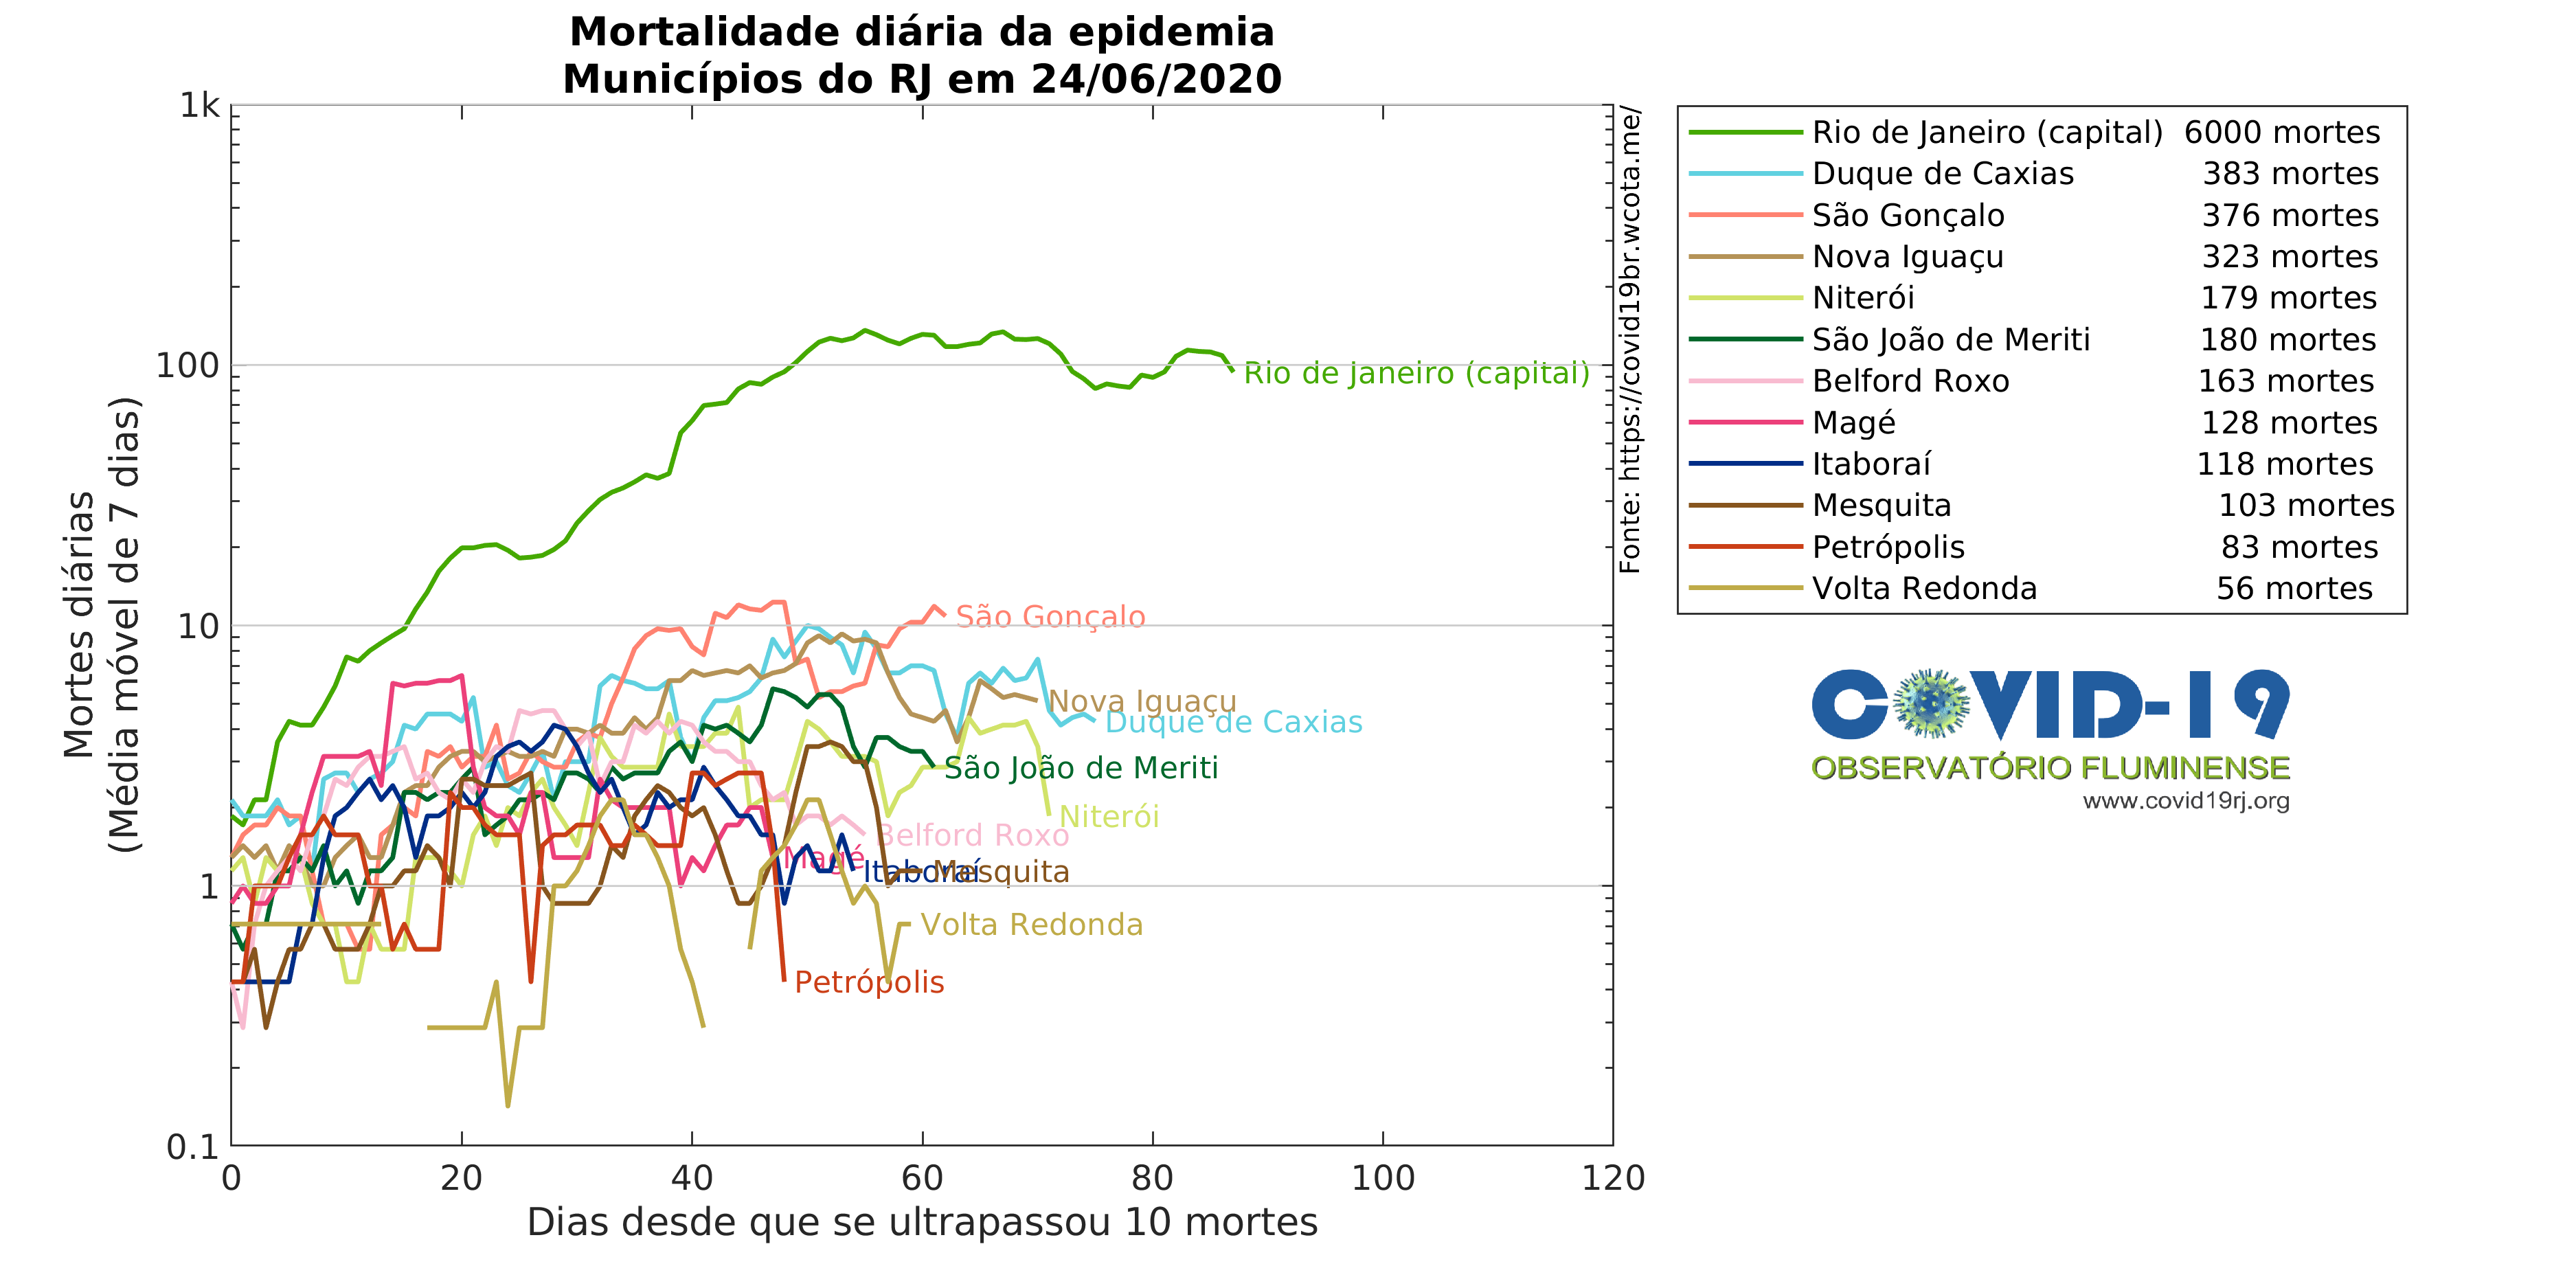 Mortalidade diária da epidemia
Municípios do RJ em 24/06/2020
Mortes diárias
(Média móvel de 7 dias)
1k
100
10
1
0.1
0
20
40
60
80
100
120
Dias desde que se ultrapassou 10 mortes
Rio de Janeiro (capital)
São Gonçalo
Nova Iguaçu
Duque de Caxias
São João de Meriti
Niterói
Belford Roxo
Magé
Itaboraí
Mesquita
Volta Redonda
Petrópolis
Fonte: https://covid19br.wcota.me/
Rio de Janeiro (capital) 6000 mortes
Duque de Caxias 383 mortes
São Gonçalo 376 mortes
Nova Iguaçu 323 mortes
Niterói 179 mortes
São João de Meriti 180 mortes
Belford Roxo 163 mortes
Magé 128 mortes
Itaboraí 118 mortes
Mesquita 103 mortes
Petrópolis 83 mortes
Volta Redonda 56 mortes
COVID-19
OBSERVATÓRIO FLUMINENSE
www.covid19rj.org